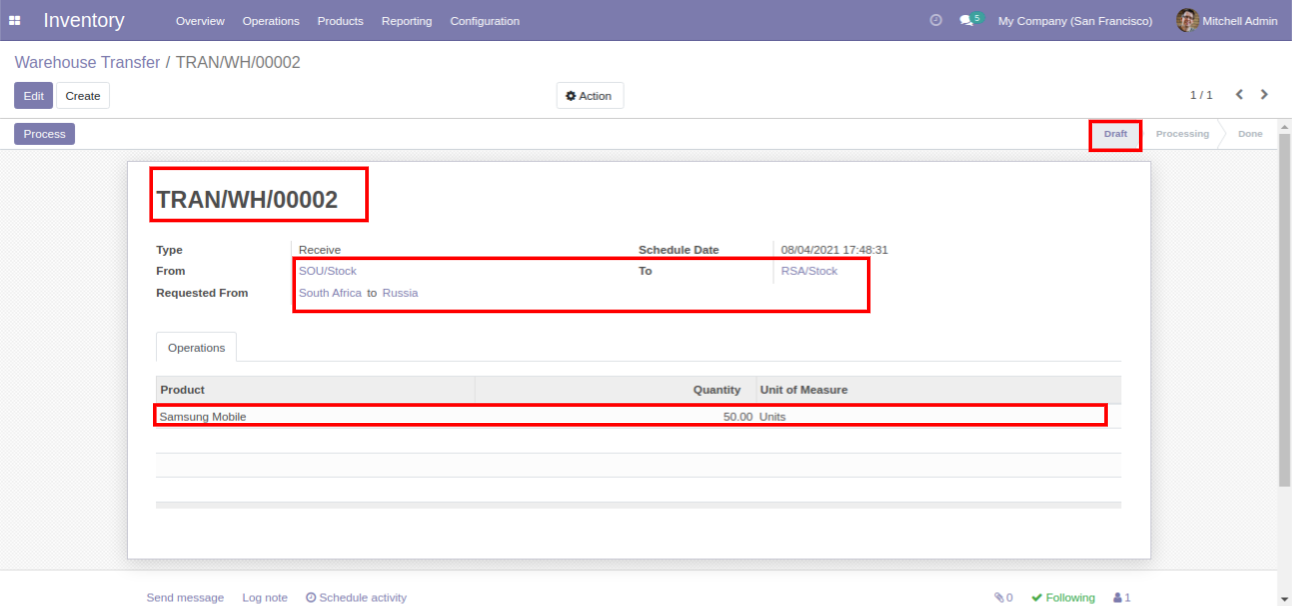 Inventory Overview Operations Products Reporting Configuration 5 My Company (San Francisco) Mitchell Admin
Warehouse Transfer / TRAN/WH/00002
Edit Create Action 1 / 1
Process Draft Processing Done
TRAN/WH/00002
Type Receive Schedule Date 08/04/2021 17:48:31
From SOU/Stock To RSA/Stock
Requested From South Africa to Russia
Operations
Product Quantity Unit of Measure
Samsung Mobile 50.00 Units
Send message Log note Schedule activity 0 Following 1